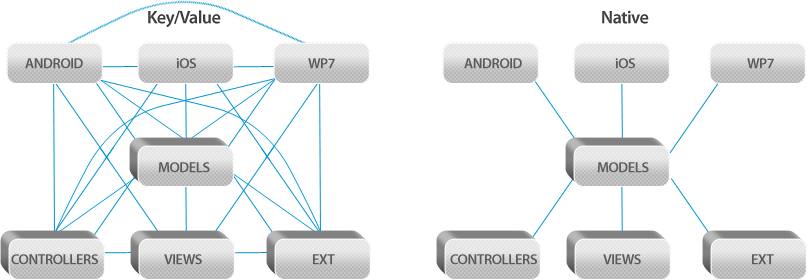 Key/Value
Native
ANDROID
iOS
WP7
ANDROID
iOS
WP7
MODELS
MODELS
CONTROLLERS
VIEWS
EXT
CONTROLLERS
VIEWS
EXT